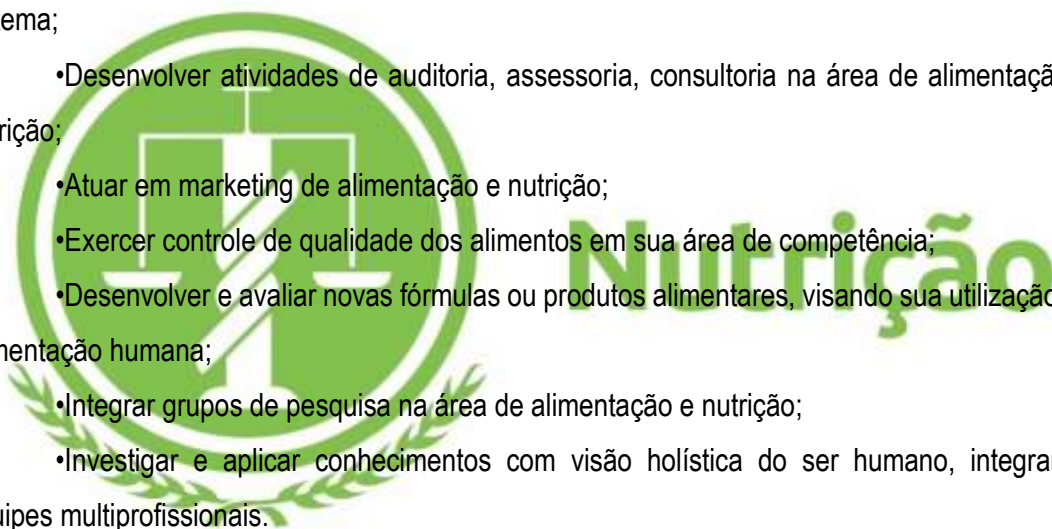 ema;
•Desenvolver atividades de auditoria, assessoria, consultoria na área de alimentaçã
rição;
•Atuar em marketing de alimentação e nutrição;
•Exercer controle de qualidade dos alimentos em sua área de competência;
Nutrição
•Desenvolver e avaliar novas fórmulas ou produtos alimentares, visando sua utilização
mentação humana;
•Integrar grupos de pesquisa na área de alimentação e nutrição;
•Investigar e aplicar conhecimentos com visão holística do ser humano, integra
uipes multiprofissionais.